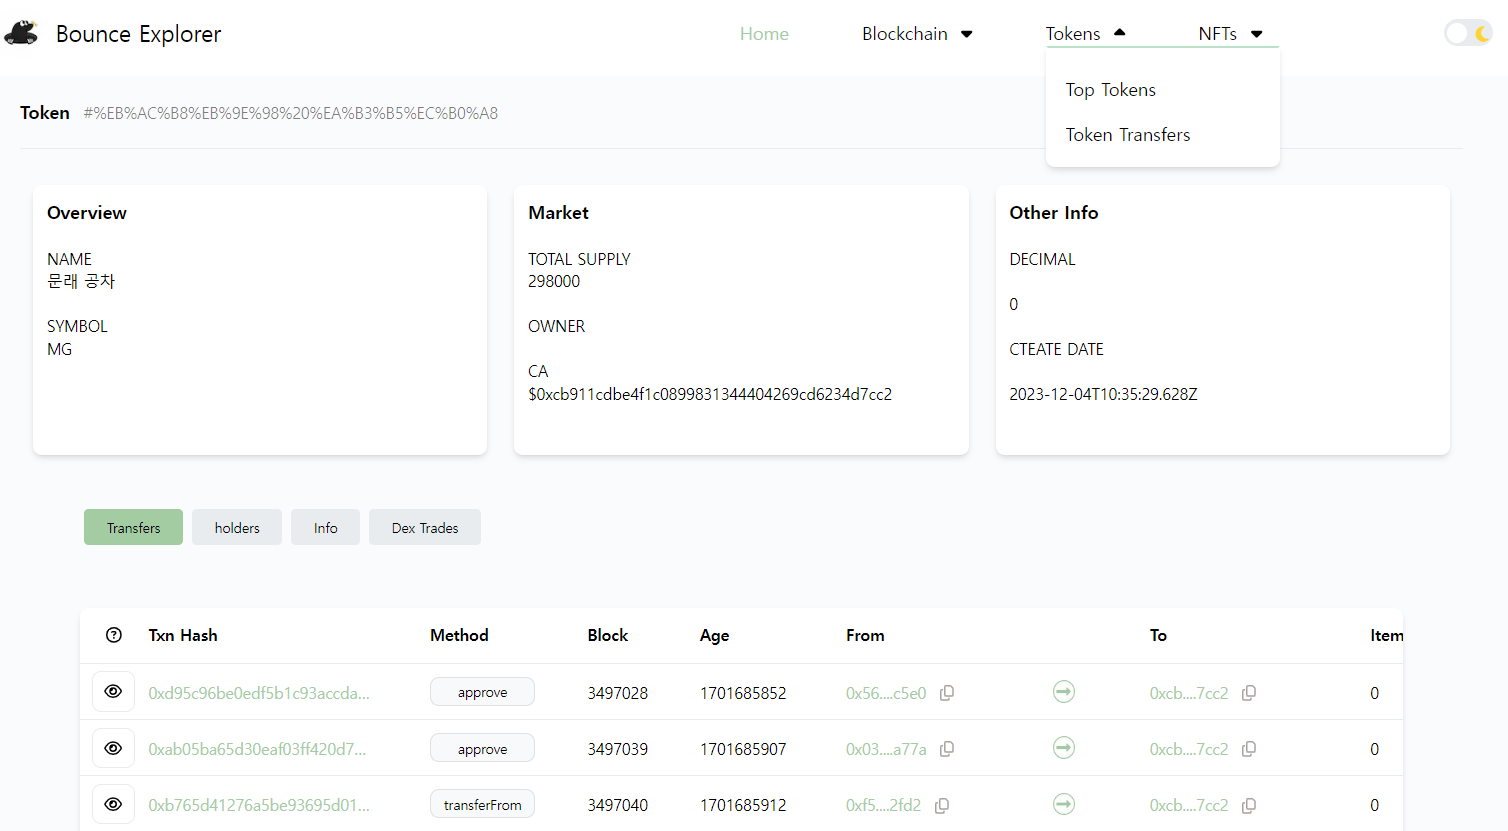 Bounce Explorer
Home
Blockchain
Tokens
NFTs
Top Tokens
Token Transfers
Token #%EB%AC%B8%EB%9E%98%20%EA%B3%B5%EC%B0%A8
Overview
NAME
문래 공차
SYMBOL
MG
Market
TOTAL SUPPLY
298000
OWNER
CA
$0xcb911cdbe4f1c0899831344404269cd6234d7cc2
Other Info
DECIMAL
0
CTEATE DATE
2023-12-04T10:35:29.628Z
Transfers holders Info Dex Trades
Txn Hash Method Block Age From To Item
0xd95c96be0edf5b1c93accda... approve 3497028 1701685852 0x56....c5e0 0xcb....7cc2 0
0xab05ba65d30eaf03ff420d7... approve 3497039 1701685907 0x03....a77a 0xcb....7cc2 0
0xb765d41276a5be93695d01... transferFrom 3497040 1701685912 0xf5....2fd2 0xcb....7cc2 0